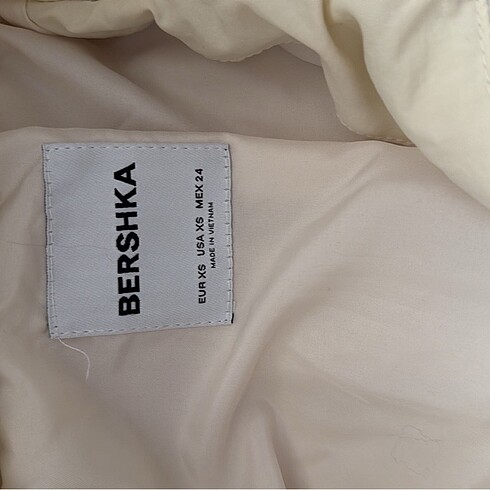 BERSHKA
EUR XS USA XS MEX 24
MADE IN VIETNAM